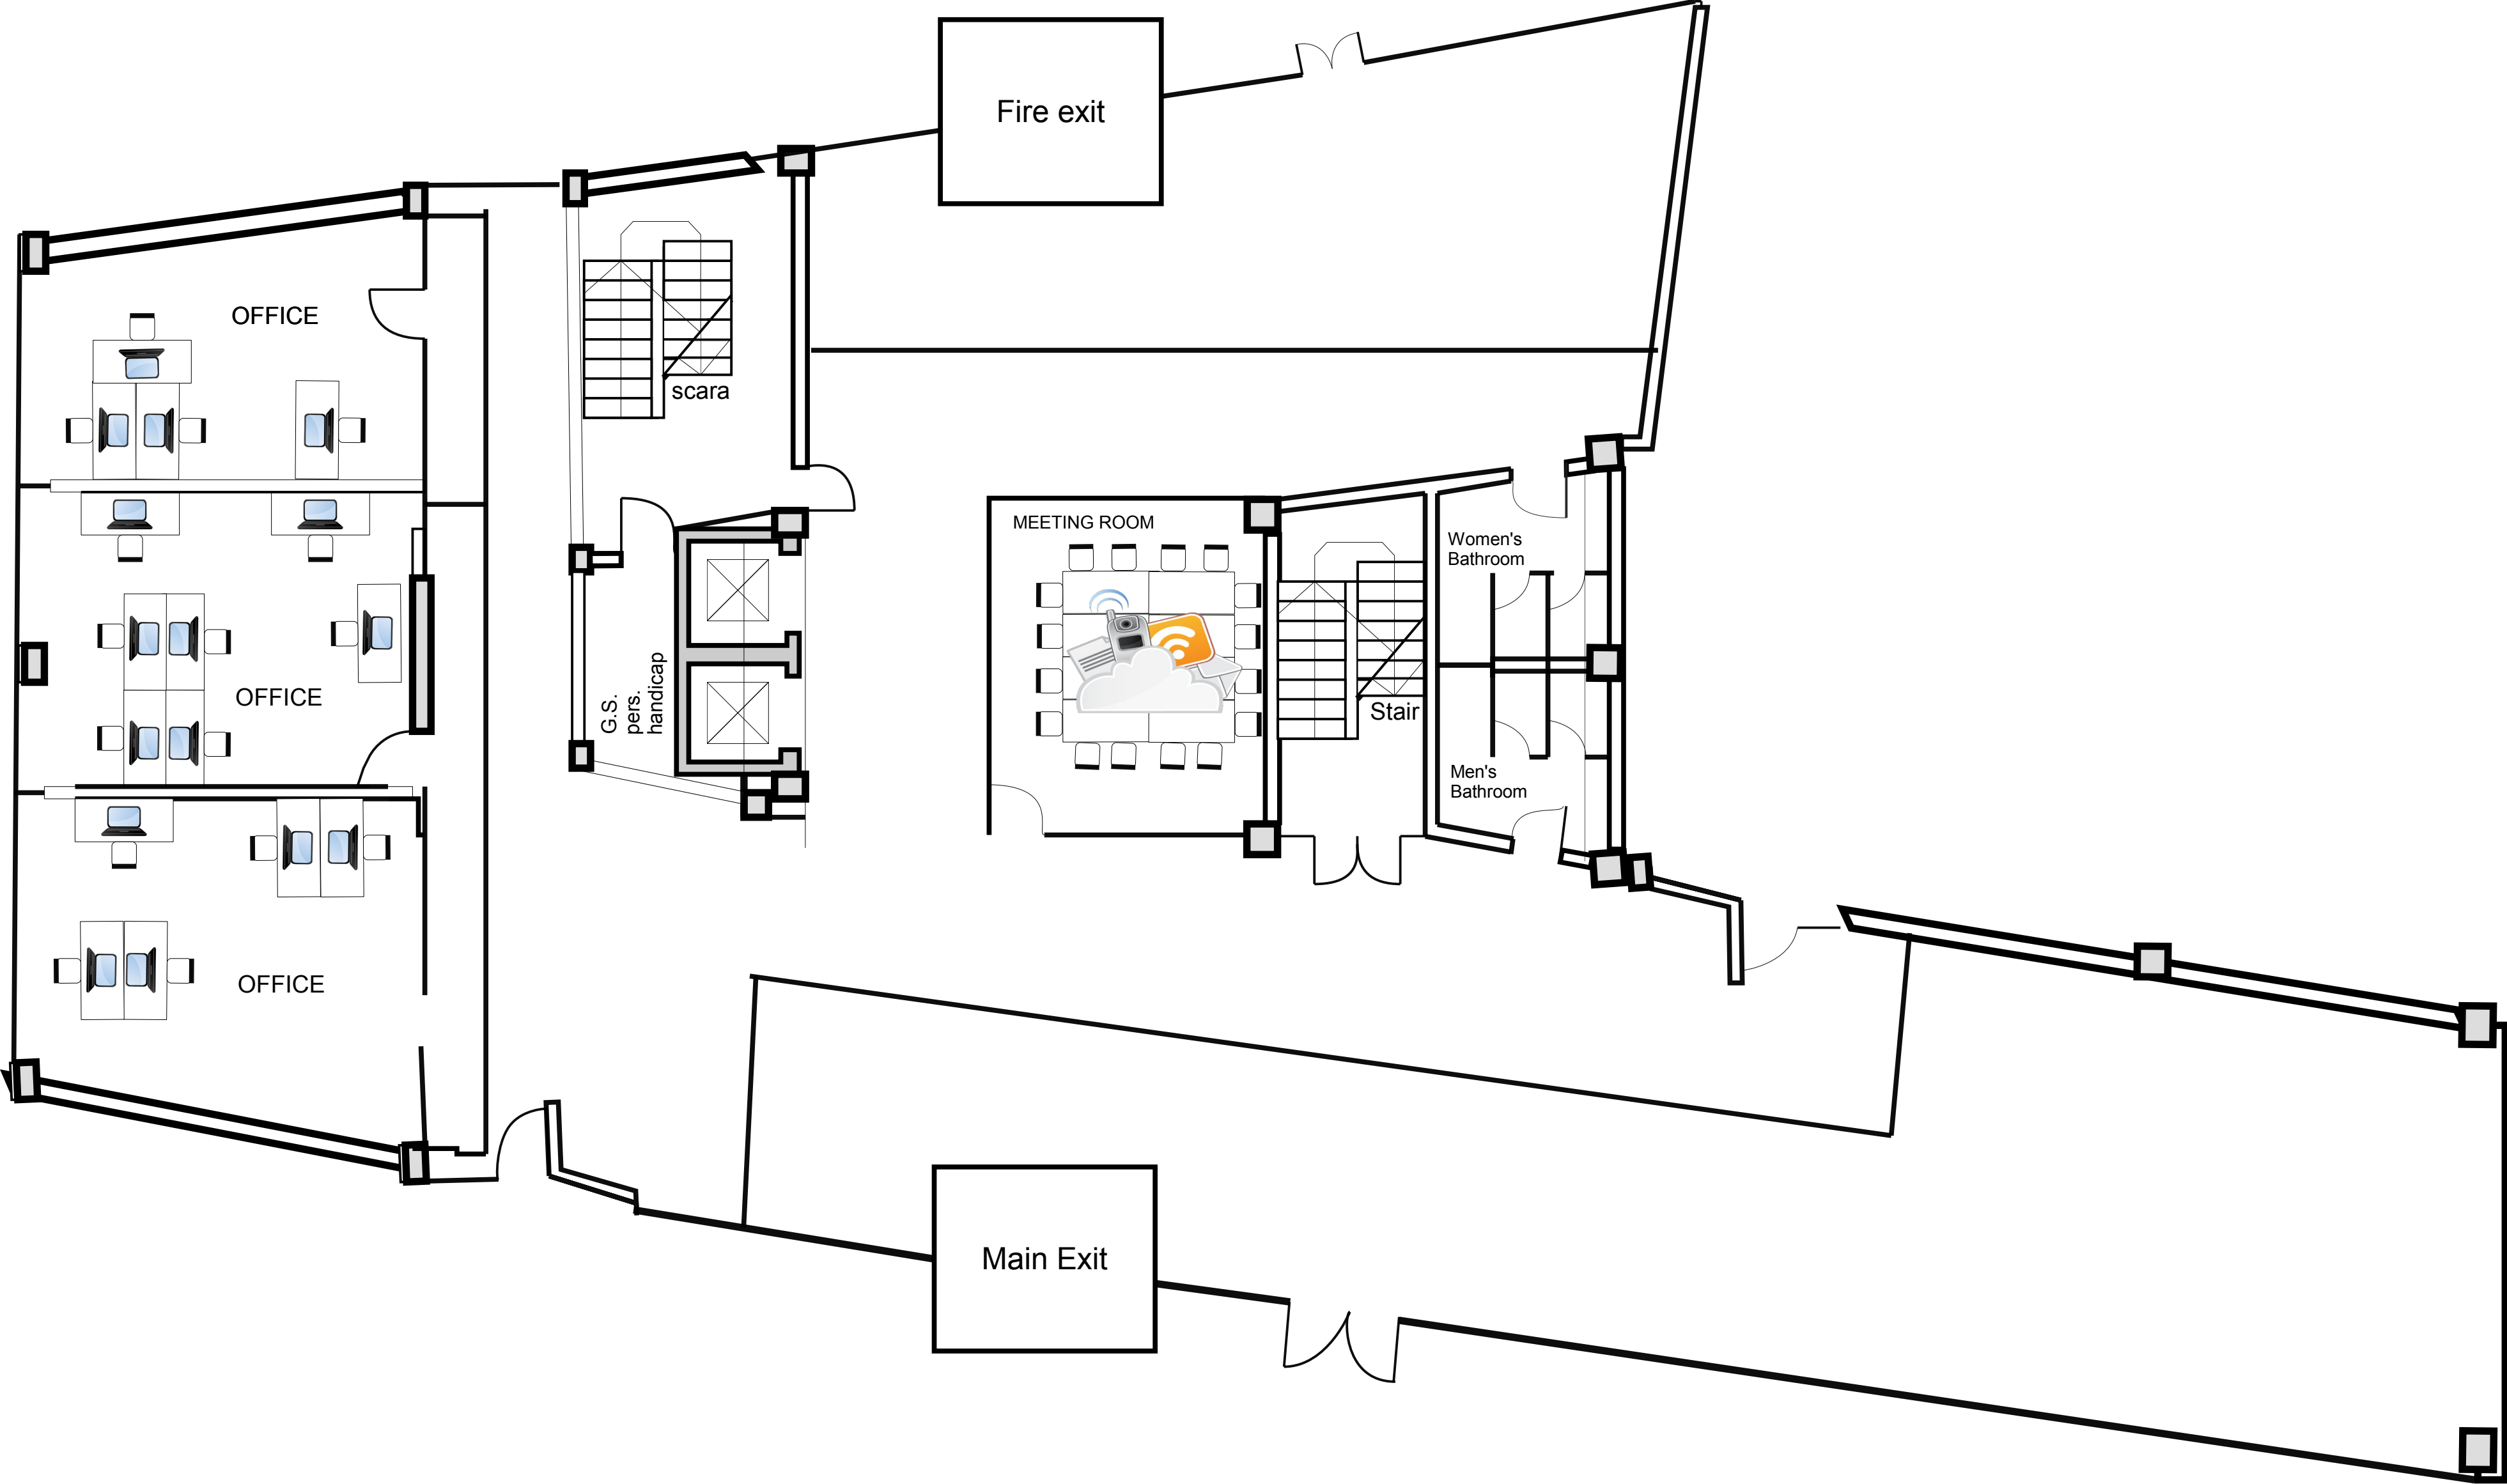 Fire exit
OFFICE
scara
MEETING ROOM
Women's
Bathroom
G.S.
pers.
handicap
OFFICE
Stair
Men's
Bathroom
OFFICE
Main Exit